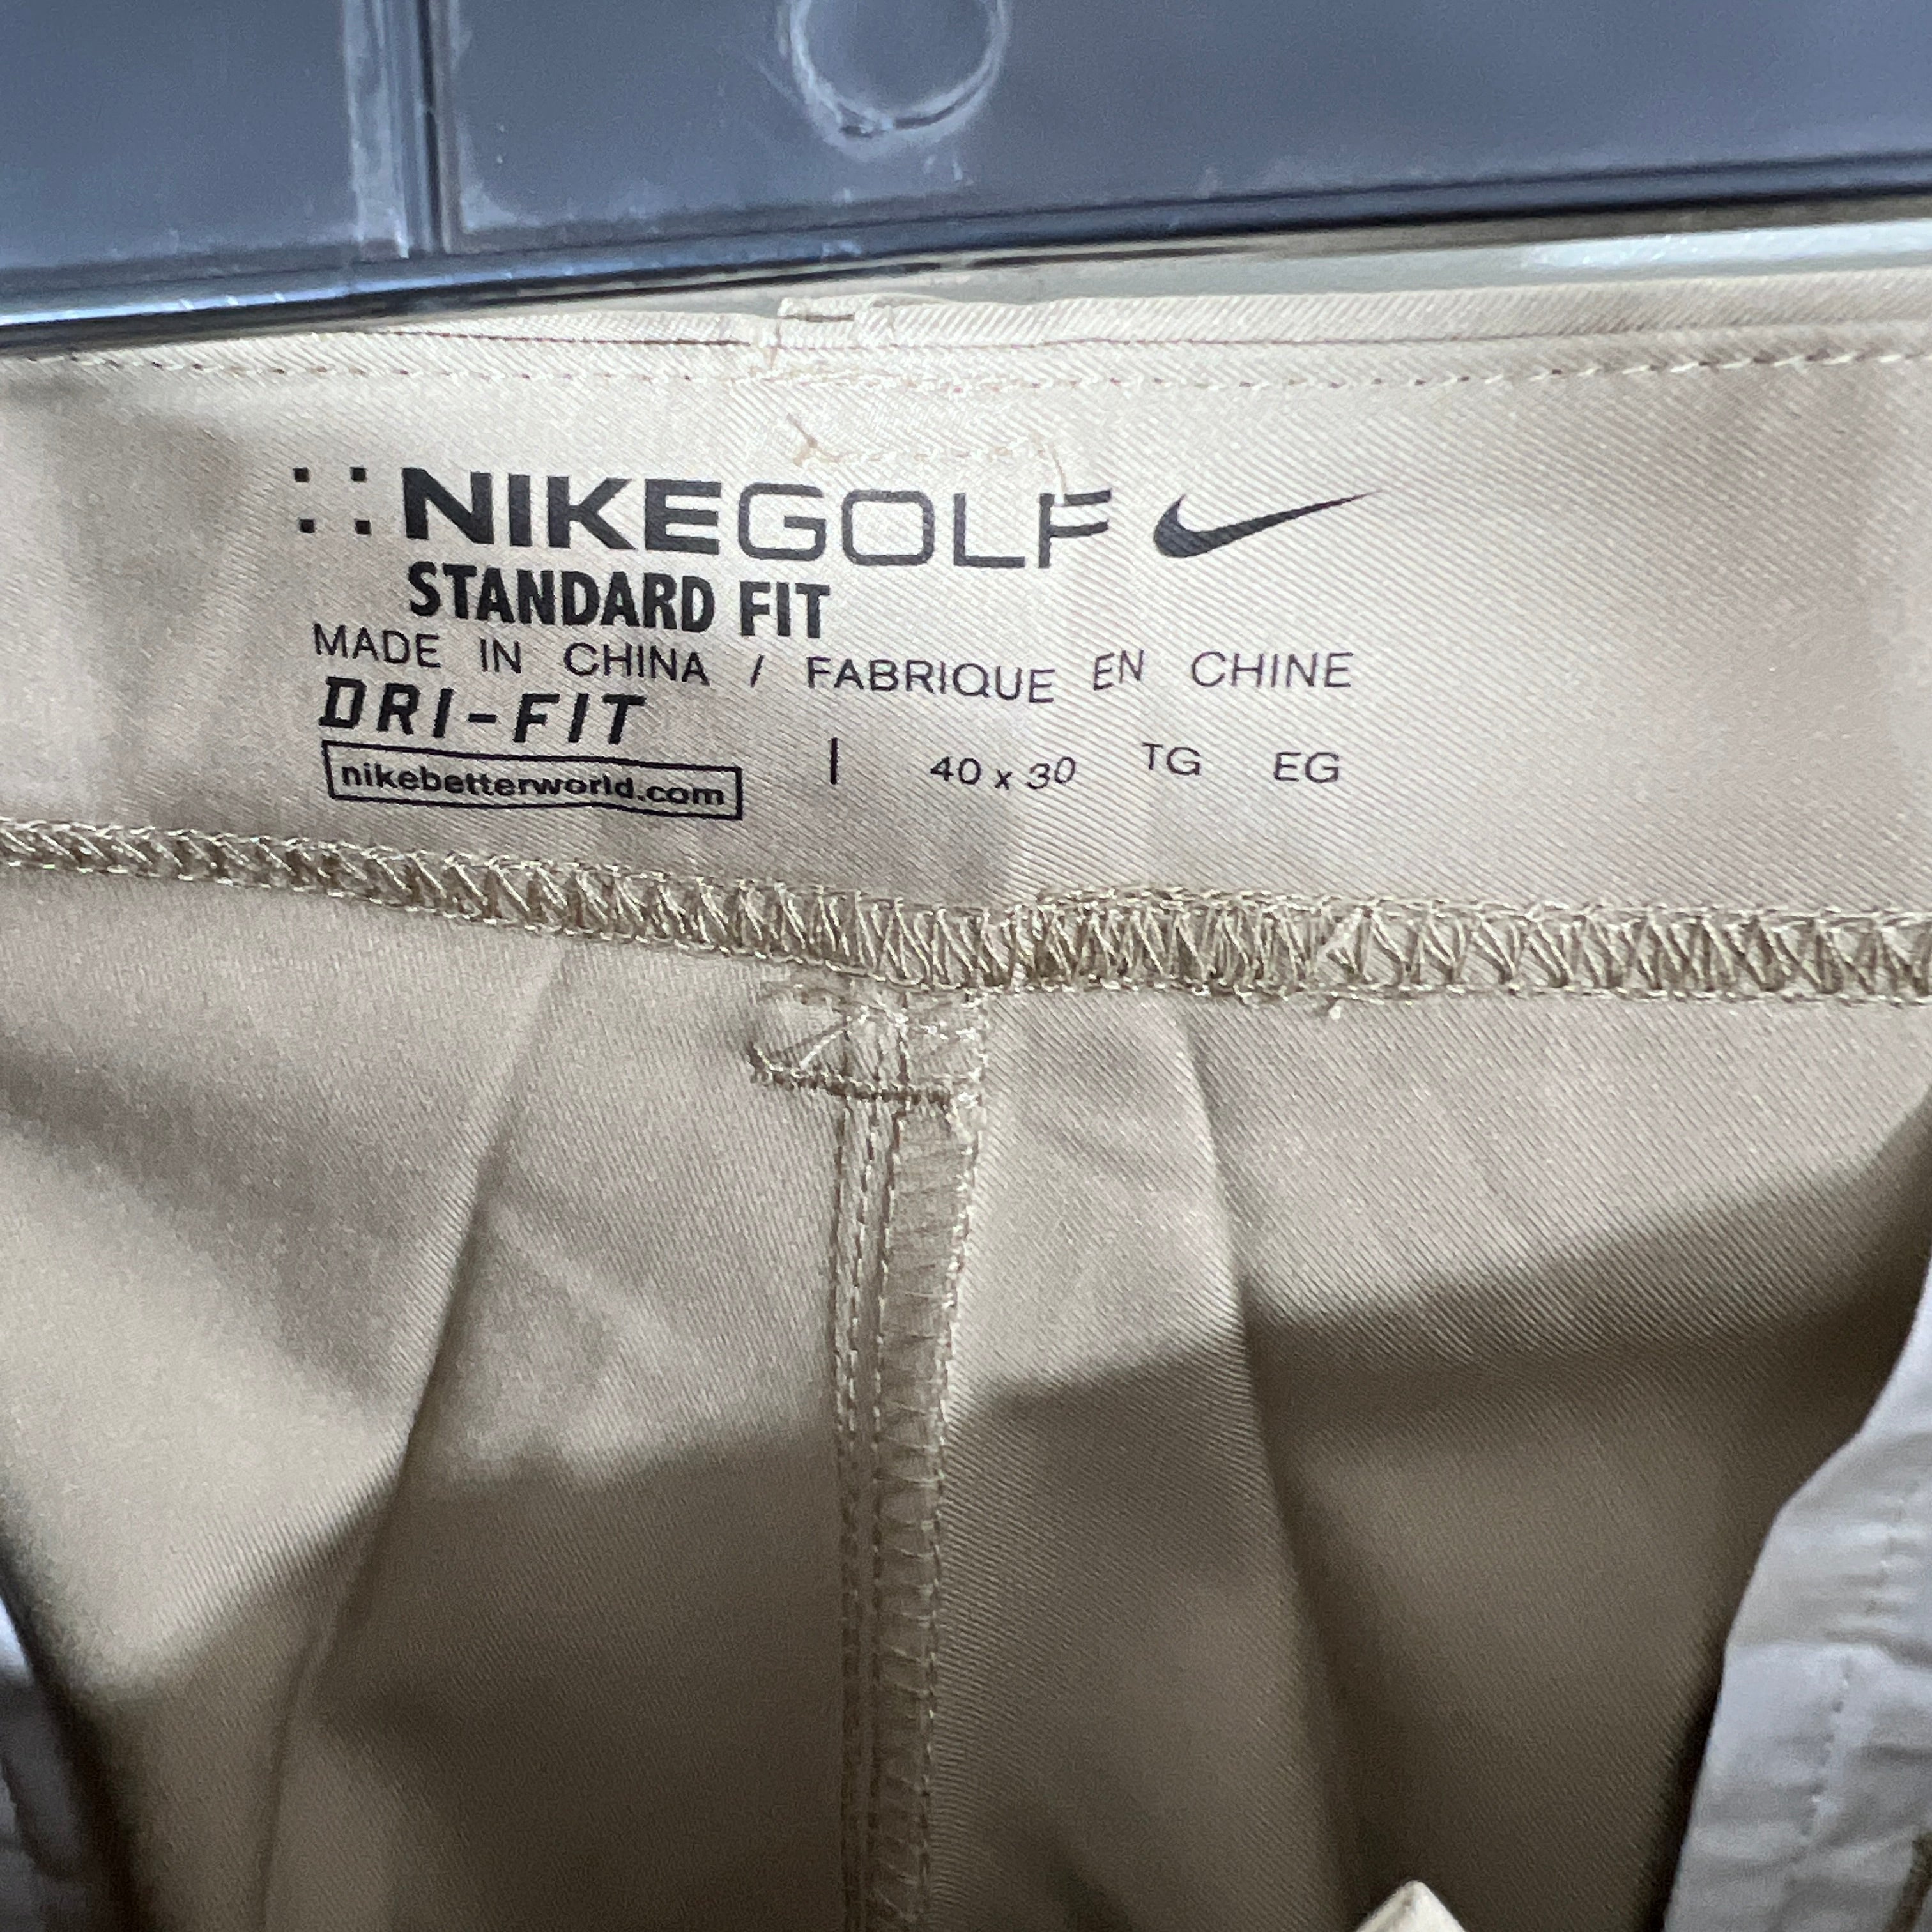 NIKEGOLF
STANDARD FIT
MADE IN CHINA / FABRIQUE EN CHINE
DRI-FIT
nikebetterworld.com | 40 x 30 TG EG